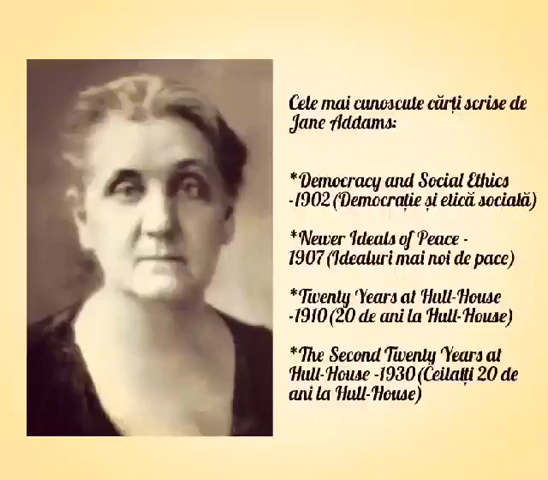 Cele mai cunoscute cărți scrise de
Jane Addams:
*Democracy and Social Ethics
-1902(Democrație și etică socială)
*Newer Ideals of Peace -
1907(Idealuri mai noi de pace)
*Twenty Years at Hull-House
-1910(20 de ani la Hull-House)
*The Second Twenty Years at
Hull-House -1930(Ceilalți 20 de
ani la Hull-House)